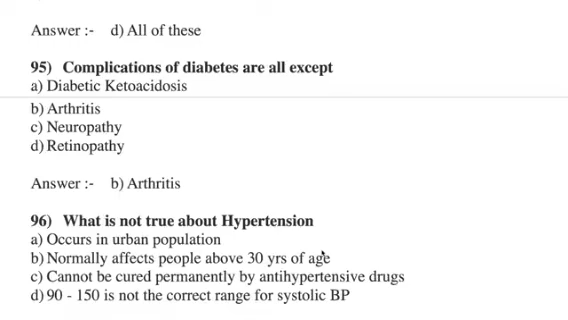 Answer :-    d) All of these
95)  Complications of diabetes are all except
a) Diabetic Ketoacidosis
b) Arthritis
c) Neuropathy
d) Retinopathy
Answer :-    b) Arthritis
96)  What is not true about Hypertension
a) Occurs in urban population
b) Normally affects people above 30 yrs of age
c) Cannot be cured permanently by antihypertensive drugs
d) 90 - 150 is not the correct range for systolic BP